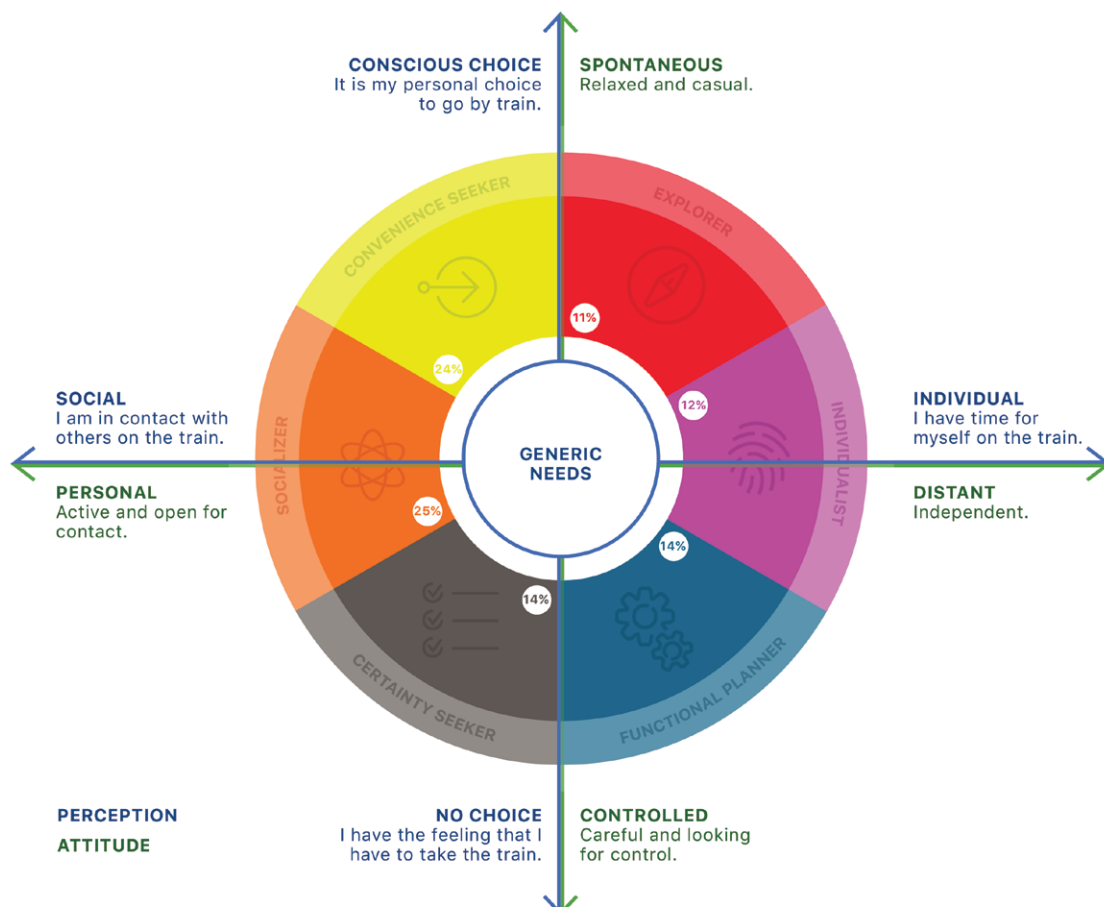 CONSCIOUS CHOICE
It is my personal choice
to go by train.
SPONTANEOUS
Relaxed and casual.
CONVENIENCE SEEKER
EXPLORER
11%
24%
12%
SOCIAL
I am in contact with
others on the train.
INDIVIDUAL
I have time for
myself on the train.
GENERIC
NEEDS
SOCIALIZER
INDIVIDUALIST
PERSONAL
Active and open for
contact.
DISTANT
Independent.
25%
14%
14%
CERTAINTY SEEKER
FUNCTIONAL PLANNER
PERCEPTION
ATTITUDE
NO CHOICE
I have the feeling that I
have to take the train.
CONTROLLED
Careful and looking
for control.